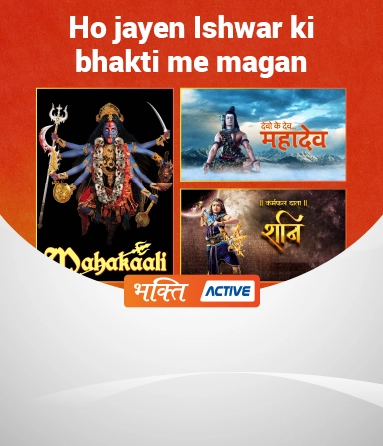 Ho jayen Ishwar ki
bhakti me magan
देवो के देव...
महादेव
Mahakaali
|| कर्मफल दाता ||
शनि
भक्ति ACTIVE